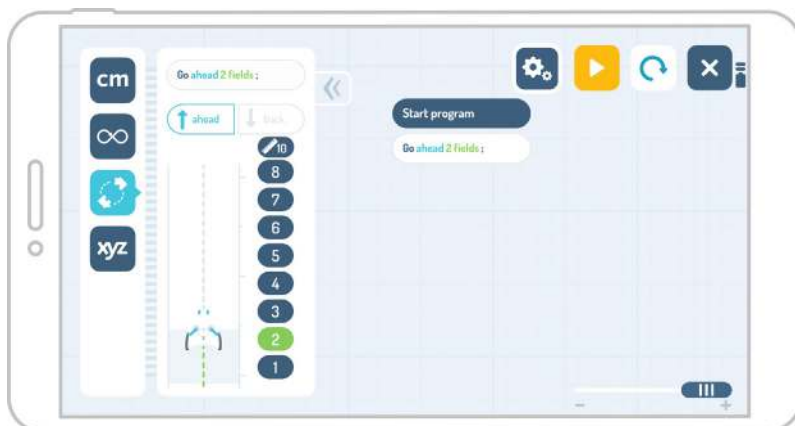 cm
∞
xyz
Go ahead 2 fields ;
ahead
back
10
8
7
6
5
4
3
2
1
Start program
Go ahead 2 fields ;
- +